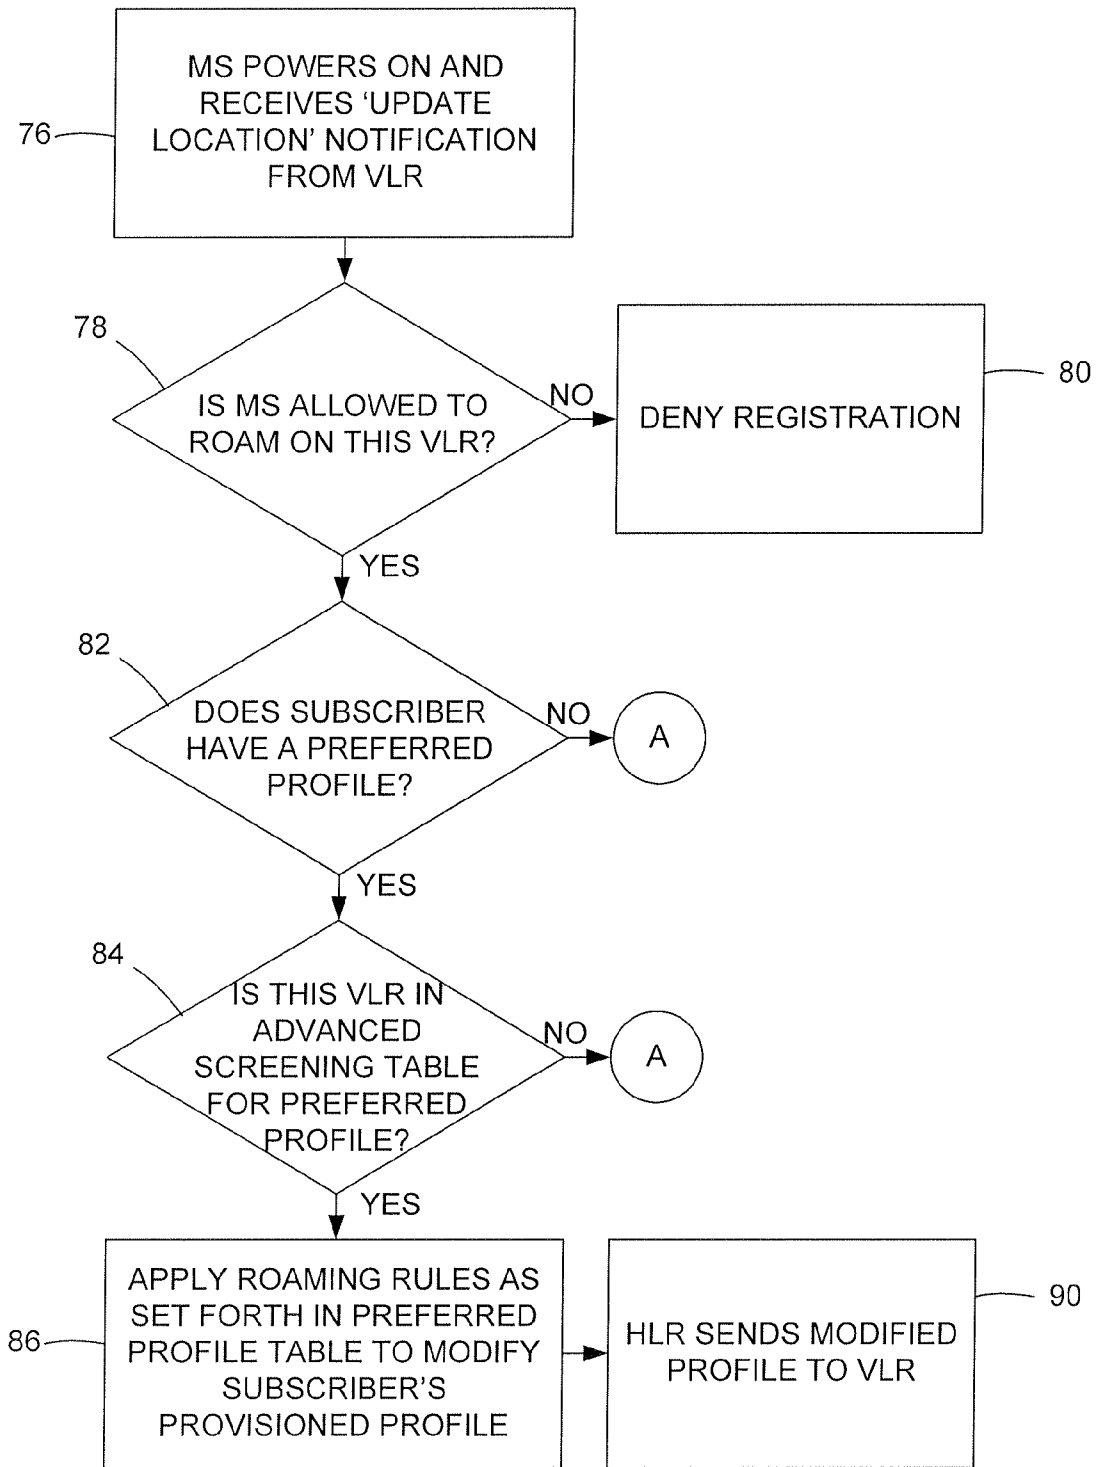 MS POWERS ON AND
RECEIVES ‘UPDATE
LOCATION’ NOTIFICATION
FROM VLR
76
78
IS MS ALLOWED TO
ROAM ON THIS VLR?
NO
DENY REGISTRATION
80
YES
82
DOES SUBSCRIBER
HAVE A PREFERRED
PROFILE?
NO
A
YES
84
IS THIS VLR IN
ADVANCED
SCREENING TABLE
FOR PREFERRED
PROFILE?
NO
A
YES
86
APPLY ROAMING RULES AS
SET FORTH IN PREFERRED
PROFILE TABLE TO MODIFY
SUBSCRIBER’S
PROVISIONED PROFILE
HLR SENDS MODIFIED
PROFILE TO VLR
90